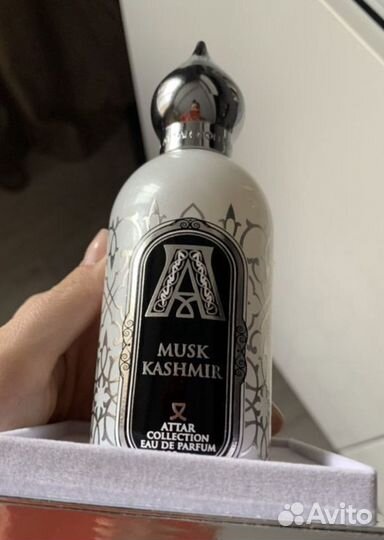 A
MUSK
KASHMIR
ATTAR
COLLECTION
EAU DE PARFUM
Avito